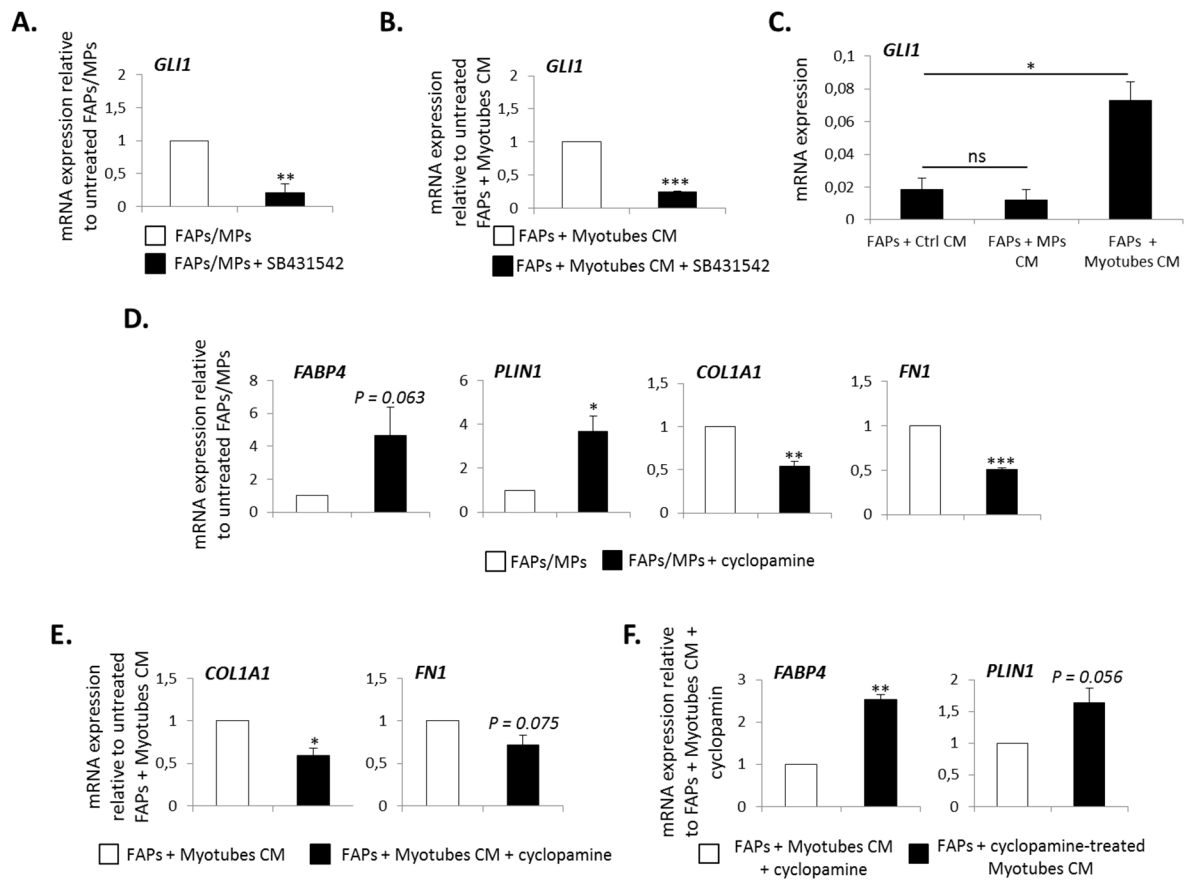 A.
mRNA expression relative
to untreated FAPs/MPs
GLI1
2
1,5
1
0,5
0
**
FAPs/MPs
FAPs/MPs + SB431542
B.
mRNA expression
relative to untreated
FAPs + Myotubes CM
GLI1
2
1,5
1
0,5
0
***
FAPs + Myotubes CM
FAPs + Myotubes CM + SB431542
C.
mRNA expression
GLI1
0,1
0,08
0,06
0,04
0,02
0
*
ns
FAPs + Ctrl CM
FAPs + MPs
CM
FAPs +
Myotubes CM
D.
mRNA expression relative
to untreated FAPs/MPs
FABP4
8
6
4
2
0
P = 0.063
PLIN1
6
4
2
0
*
COL1A1
1,5
1
0,5
0
**
FN1
1,5
1
0,5
0
***
FAPs/MPs
FAPs/MPs + cyclopamine
E.
mRNA expression
relative to untreated
FAPs + Myotubes CM
COL1A1
1,5
1
0,5
0
*
FN1
1,5
1
0,5
0
P = 0.075
FAPs + Myotubes CM
FAPs + Myotubes CM + cyclopamine
F.
mRNA expression relative
to FAPs + Myotubes CM +
cyclopamin
FABP4
3
2
1
0
**
PLIN1
2
1,5
1
0,5
0
P = 0.056
FAPs + Myotubes CM
+ cyclopamine
FAPs + cyclopamine-treated
Myotubes CM